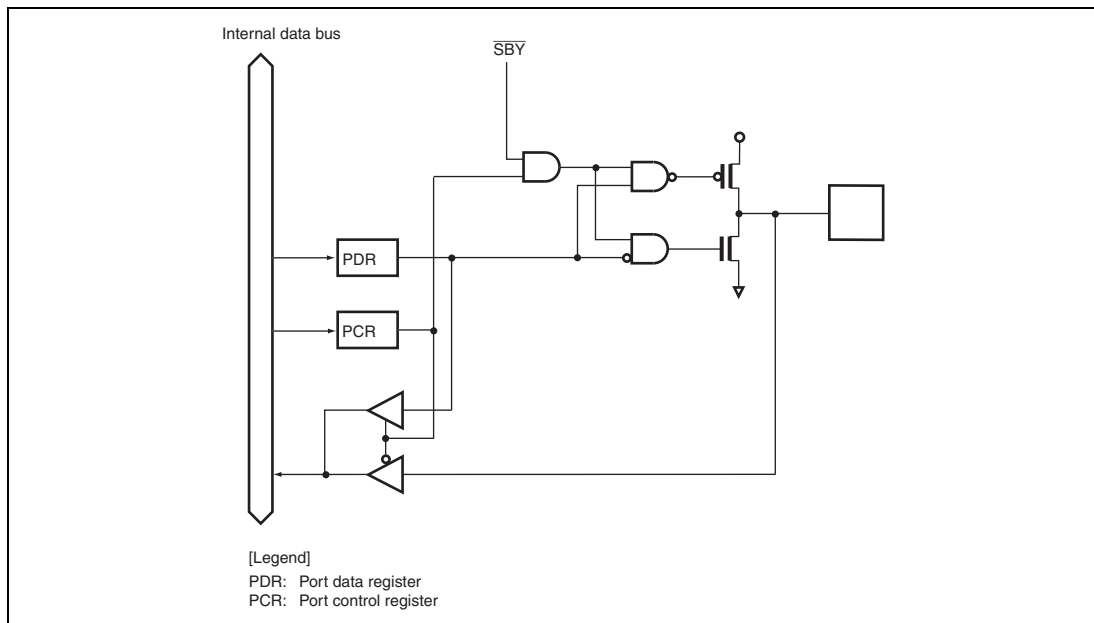 Internal data bus
SBY
PDR
PCR
[Legend]
PDR: Port data register
PCR: Port control register